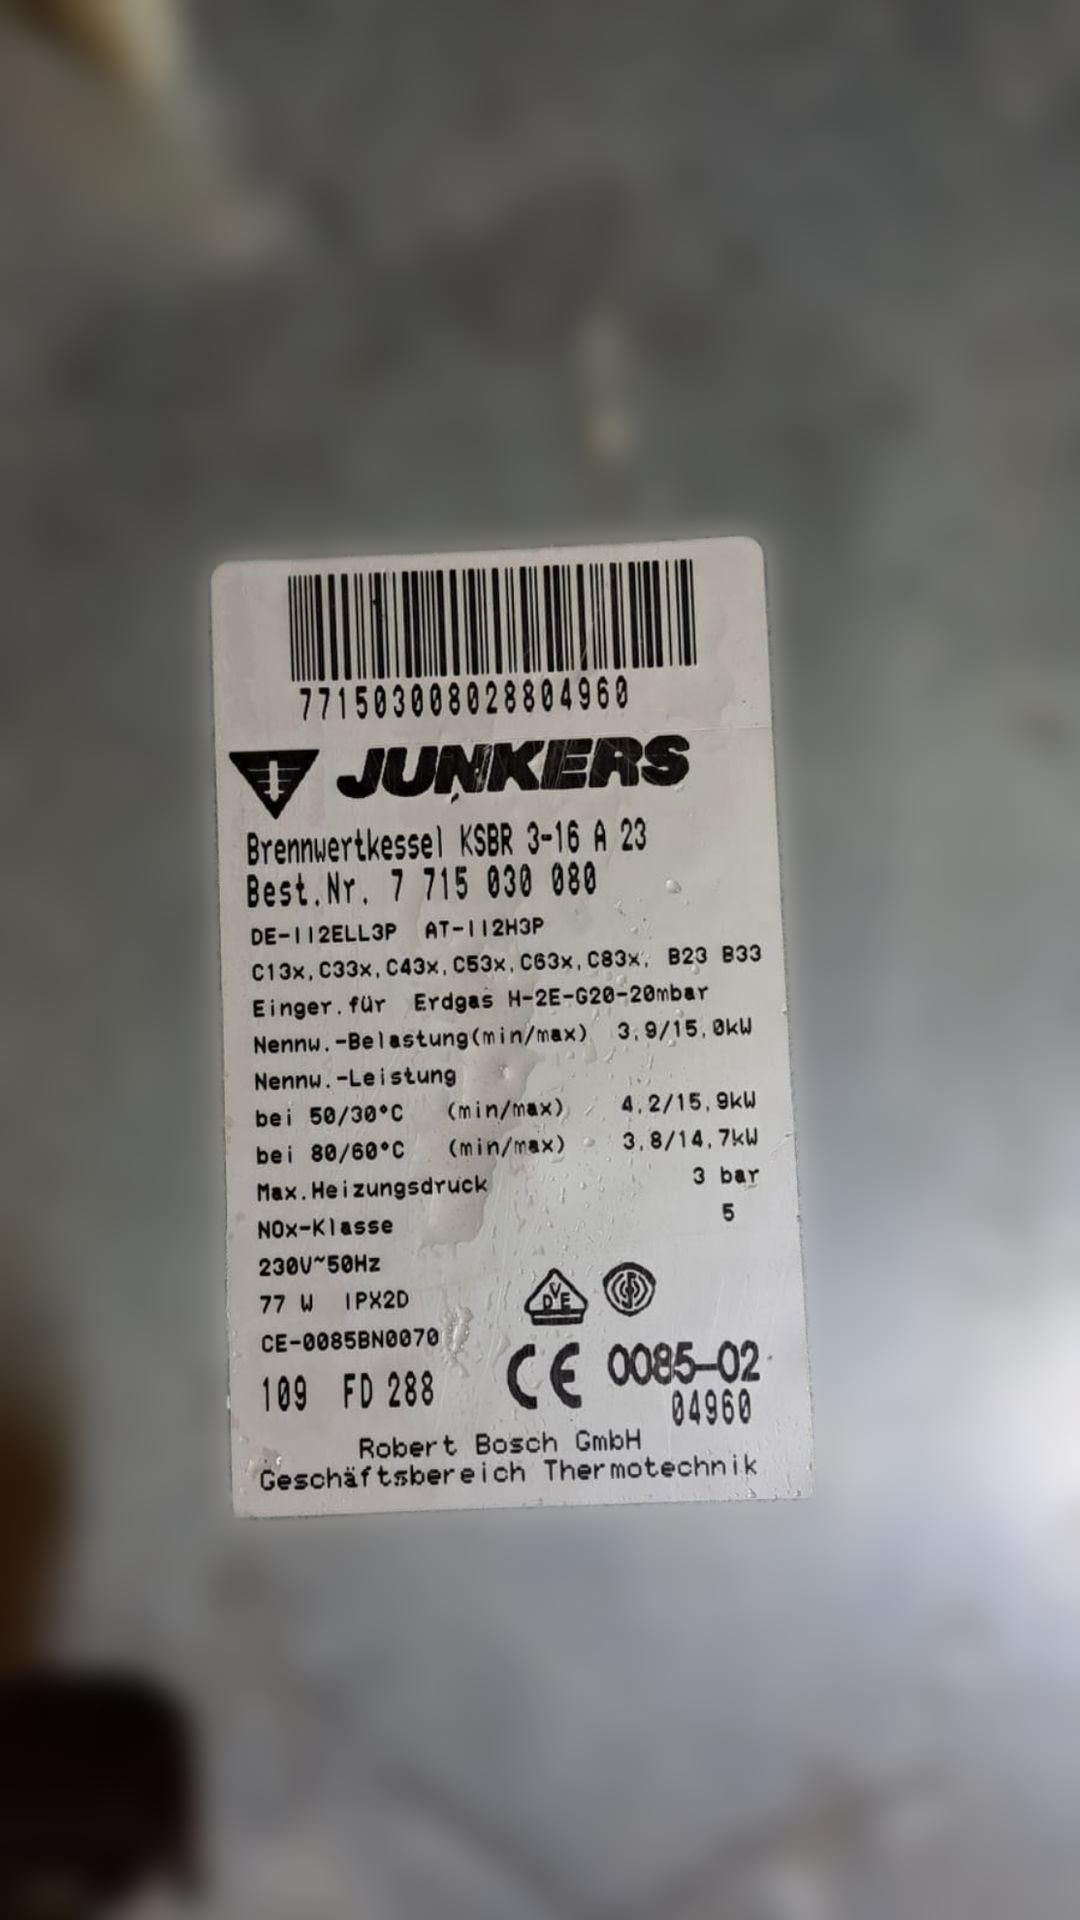 771503008028804960
JUNKERS
Brennwertkessel KSBR 3-16 A 23
Best.Nr. 7 715 030 080
DE-II2ELL3P AT-II2H3P
C13x, C33x, C43x, C53x, C63x, C83x, B23 B33
Einger.für Erdgas H-2E-G20-20mbar
Nennw.-Belastung(min/max) 3,9/15,0kW
Nennw.-Leistung
bei 50/30°C (min/max) 4,2/15,9kW
bei 80/60°C (min/max) 3,8/14,7kW
Max.Heizungsdruck 3 bar
NOx-Klasse 5
230V~50Hz
77 W IPX2D
VDE
CE-0085BN0070
CE 0085-02
109 FD 288 04960
Robert Bosch GmbH
Geschäftsbereich Thermotechnik